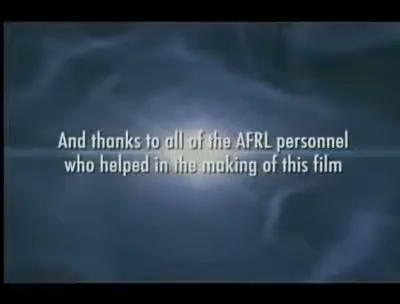 And thanks to all of the AFRL personnel
who helped in the making of this film